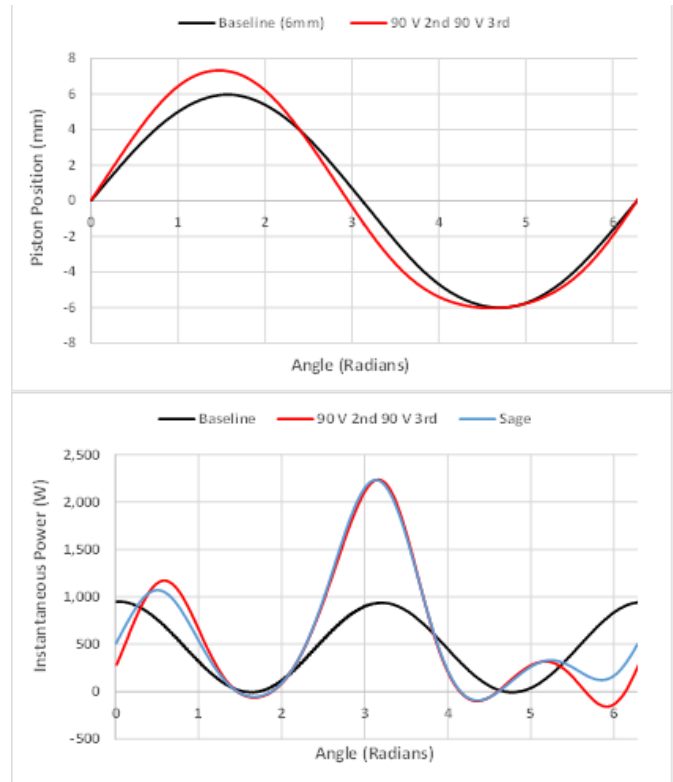 Baseline (6mm) 90 V 2nd 90 V 3rd
8
6
4
2
0
-2
-4
-6
-8
0 1 2 3 4 5 6
Piston Position (mm)
Angle (Radians)
Baseline 90 V 2nd 90 V 3rd Sage
2,500
2,000
1,500
1,000
500
0
-500
0 1 2 3 4 5 6
Instantaneous Power (W)
Angle (Radians)